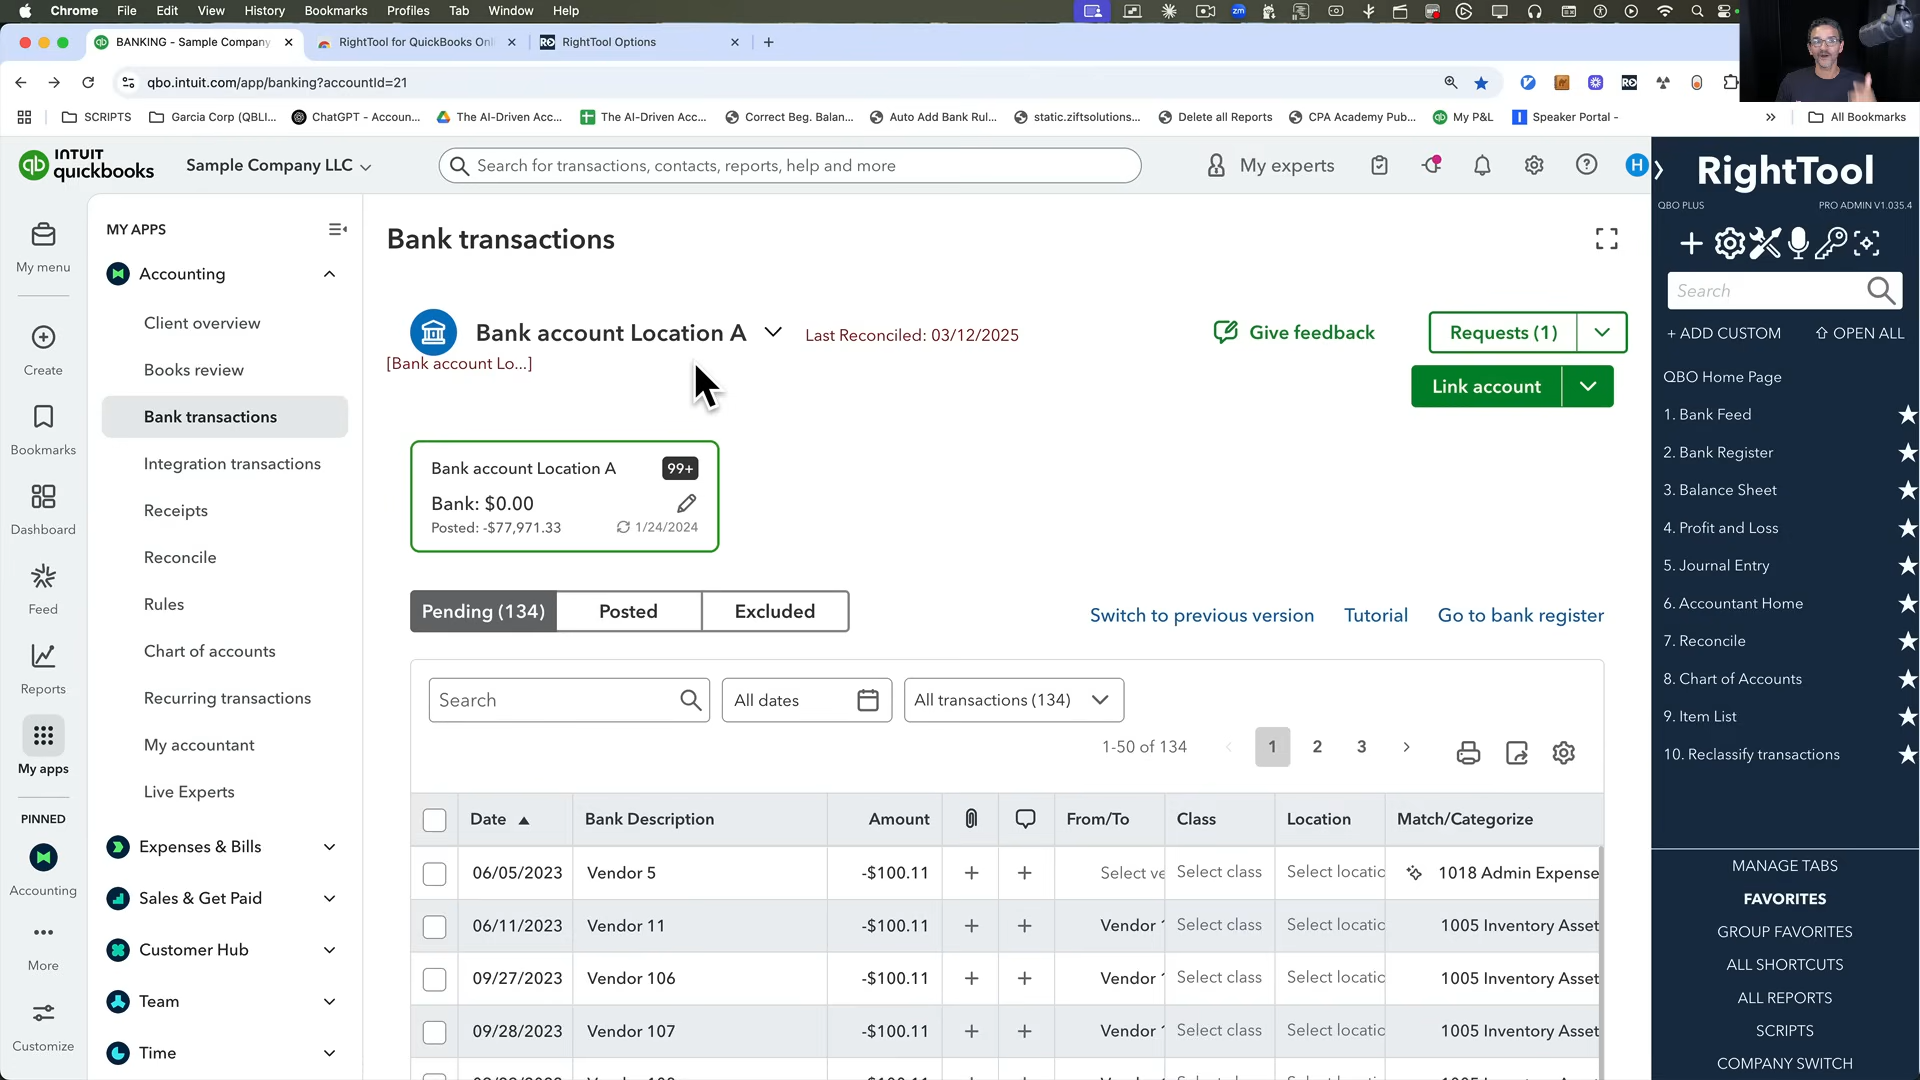 Chrome File Edit View History Bookmarks Profiles Tab Window Help
BANKING - Sample Company
RightTool for QuickBooks Onl
RightTool Options
qbo.intuit.com/app/banking?accountId=21
SCRIPTS
Garcia Corp (QBLI...
ChatGPT - Accoun...
The AI-Driven Acc...
The AI-Driven Acc...
Correct Beg. Balan...
Auto Add Bank Rul...
static.ziftsolutions...
Delete all Reports
CPA Academy Pub...
My P&L
Speaker Portal -
All Bookmarks
INTUIT
quickbooks
Sample Company LLC
Search for transactions, contacts, reports, help and more
My experts
H
My menu
Create
Bookmarks
Dashboard
Feed
Reports
My apps
PINNED
Accounting
More
Customize
MY APPS
Accounting
Client overview
Books review
Bank transactions
Integration transactions
Receipts
Reconcile
Rules
Chart of accounts
Recurring transactions
My accountant
Live Experts
Expenses & Bills
Sales & Get Paid
Customer Hub
Team
Time
Bank transactions
Bank account Location A
Last Reconciled: 03/12/2025
[Bank account Lo...]
Give feedback
Requests (1)
Link account
Bank account Location A 99+
Bank: $0.00
Posted: -$77,971.33 1/24/2024
Pending (134) Posted Excluded
Switch to previous version Tutorial Go to bank register
Search All dates All transactions (134)
1-50 of 134 1 2 3
Date Bank Description Amount From/To Class Location Match/Categorize
06/05/2023 Vendor 5 -$100.11 + + Select ve Select class Select locatio 1018 Admin Expense
06/11/2023 Vendor 11 -$100.11 + + Vendor 1 Select class Select locatio 1005 Inventory Asset
09/27/2023 Vendor 106 -$100.11 + + Vendor 1 Select class Select locatio 1005 Inventory Asset
09/28/2023 Vendor 107 -$100.11 + + Vendor 1 Select class Select locatio 1005 Inventory Asset
RightTool
QBO PLUS PRO ADMIN V1.035.4
Search
+ ADD CUSTOM OPEN ALL
QBO Home Page
1. Bank Feed
2. Bank Register
3. Balance Sheet
4. Profit and Loss
5. Journal Entry
6. Accountant Home
7. Reconcile
8. Chart of Accounts
9. Item List
10. Reclassify transactions
MANAGE TABS
FAVORITES
GROUP FAVORITES
ALL SHORTCUTS
ALL REPORTS
SCRIPTS
COMPANY SWITCH